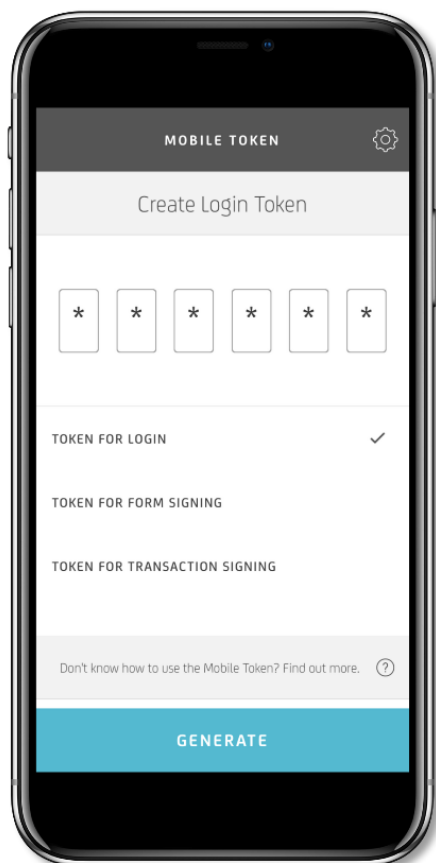 MOBILE TOKEN
Create Login Token
* * * * * *
TOKEN FOR LOGIN
TOKEN FOR FORM SIGNING
TOKEN FOR TRANSACTION SIGNING
Don't know how to use the Mobile Token? Find out more. ?
GENERATE